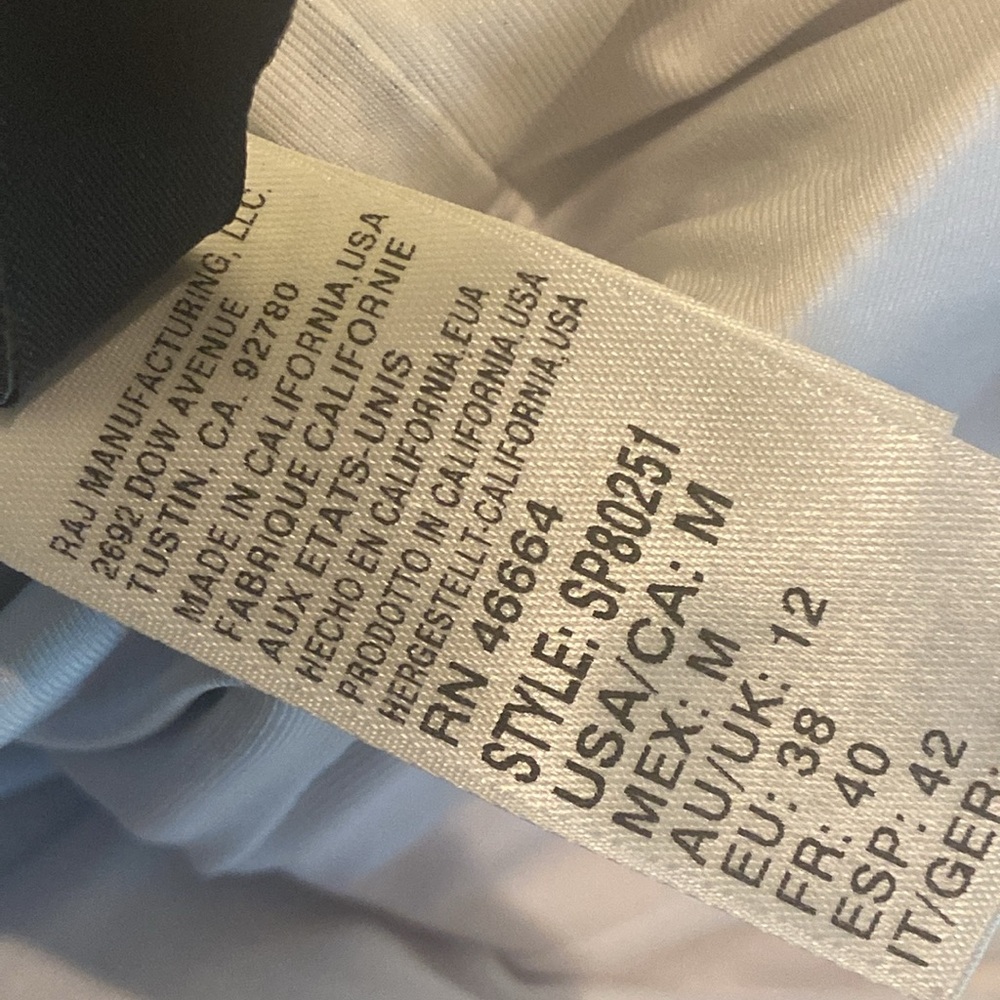 RAJ MANUFACTURING, LLC.
2692 DOW AVENUE
TUSTIN, CA. 92780
MADE IN CALIFORNIA, USA
FABRIQUE CALIFORNIE
AUX ETATS-UNIS
HECHO EN CALIFORNIA.EUA
PRODOTTO IN CALIFORNIA.USA
HERGESTELLT-CALIFORNIA.USA
RN 46664
STYLE: SP80251
USA/CA: M
MEX: M
AU/UK: 12
EU: 38
FR: 40
ESP: 42
IT/GER: